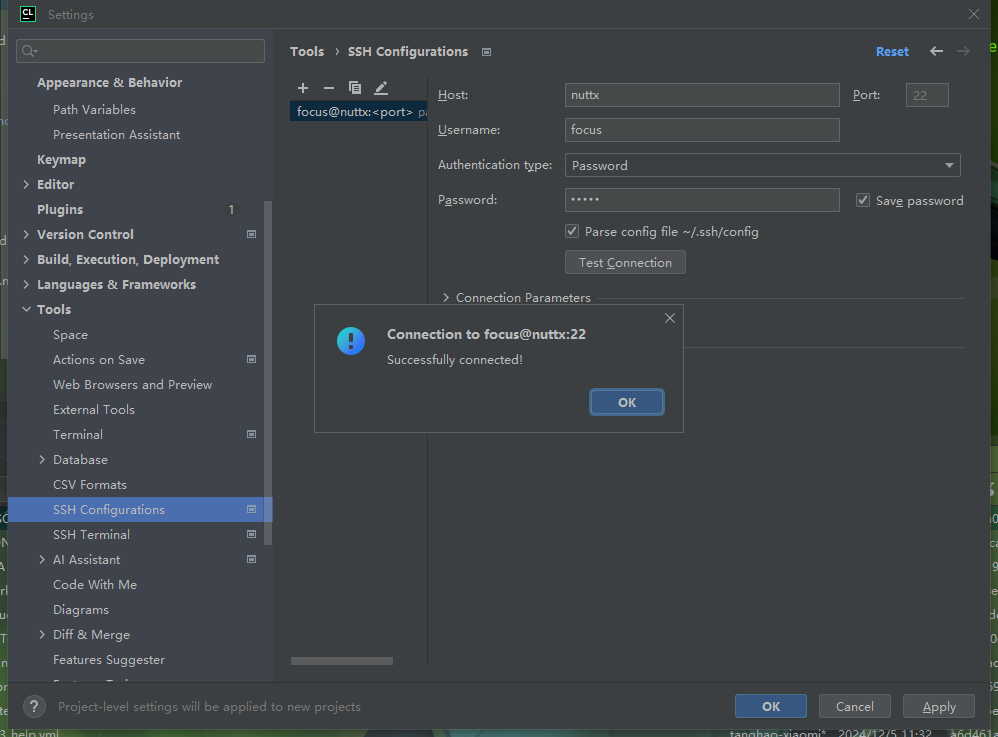 CL Settings
Tools › SSH Configurations Reset
Appearance & Behavior
Path Variables
Presentation Assistant
Keymap
Editor
Plugins 1
Version Control
Build, Execution, Deployment
Languages & Frameworks
Tools
Space
Actions on Save
Web Browsers and Preview
External Tools
Terminal
Database
CSV Formats
SSH Configurations
SSH Terminal
AI Assistant
Code With Me
Diagrams
Diff & Merge
Features Suggester
focus@nuttx:<port> pa
Host: nuttx Port: 22
Username: focus
Authentication type: Password
Password: ••••• Save password
Parse config file ~/.ssh/config
Test Connection
Connection Parameters
Connection to focus@nuttx:22
Successfully connected!
OK
? Project-level settings will be applied to new projects
OK Cancel Apply
3 help.yml tanghao-xiaomi* 2024/12/5 11:32 a6d461a